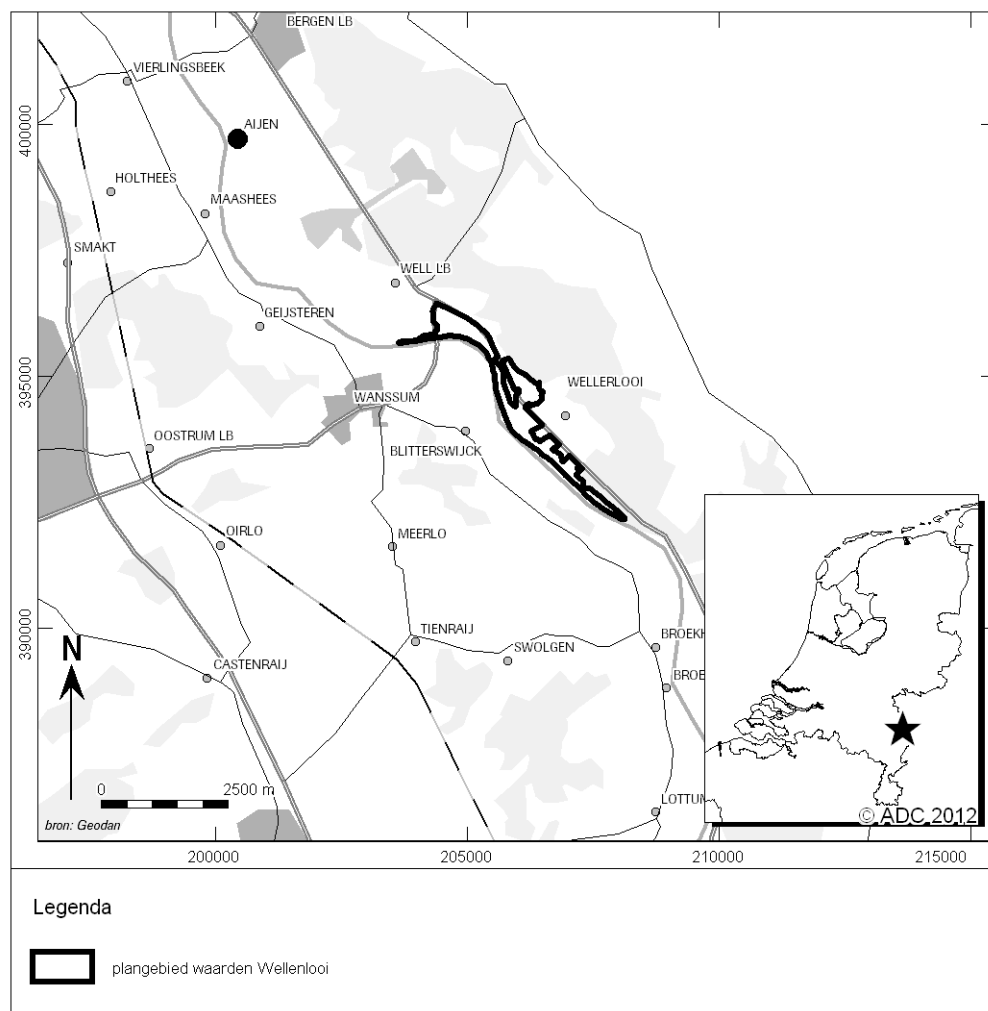 BERGEN LB
VIERLINGSBEEK
400000
AIJEN
HOLTHEES
MAASHEES
SMAKT
WELL LB
GEIJSTEREN
395000
WELLERLOOI
WANSSUM
OOSTRUM LB
BLITTERSWIJCK
OIRLO
MEERLO
390000
N
TIENRAIJ
SWOLGEN
BROEKH
CASTENRAIJ
BROE
0 2500 m
LOTTUM
bron: Geodan
© ADC 2012
200000 205000 210000 215000
Legenda
plangebied waarden Wellenlooi